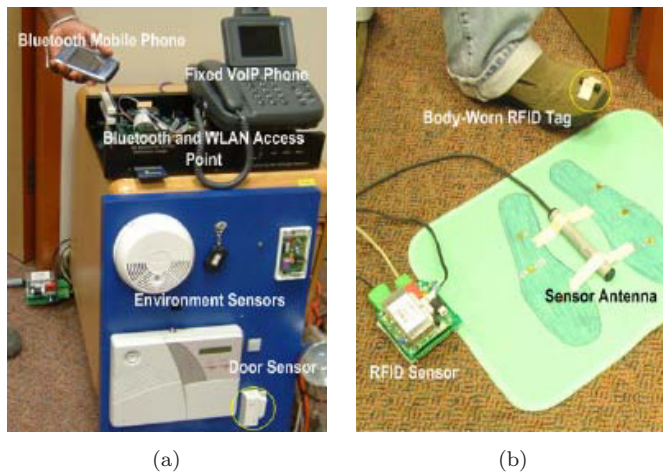 Bluetooth Mobile Phone
Fixed VoIP Phone
Bluetooth and WLAN Access
Point
Environment Sensors
Door Sensor
(a)
Body-Worn RFID Tag
Sensor Antenna
RFID Sensor
(b)